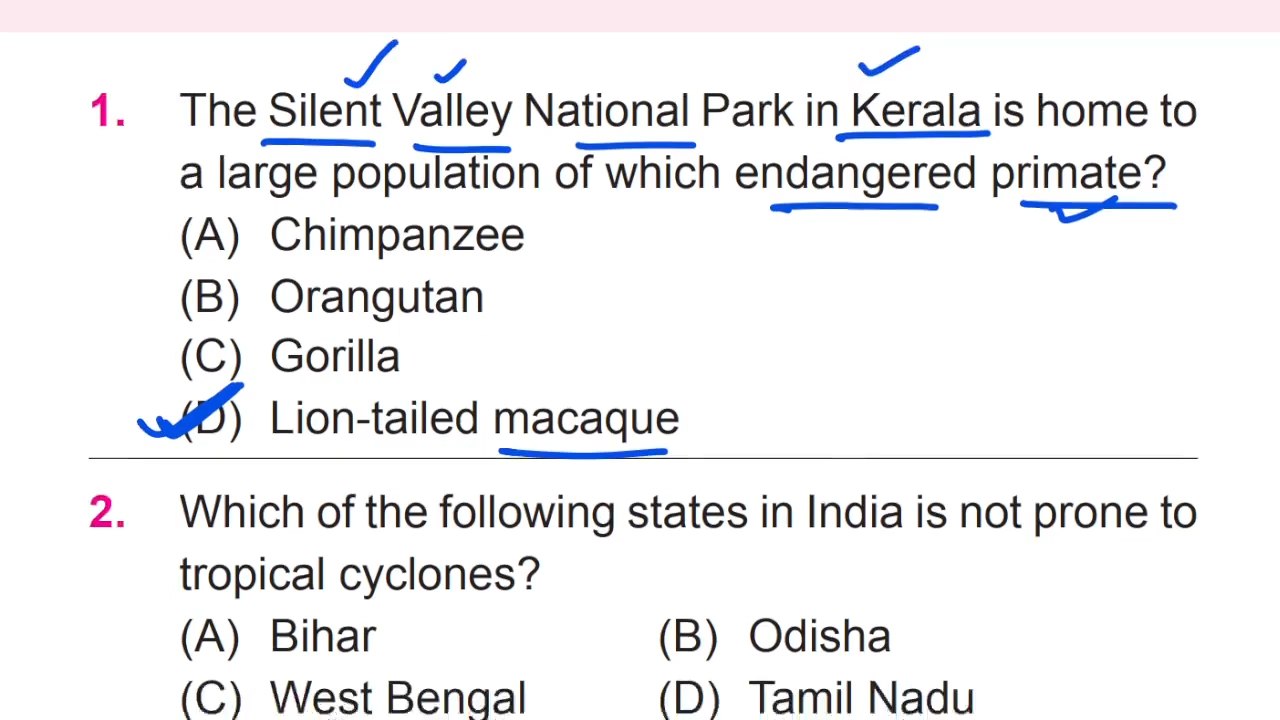 1. The Silent Valley National Park in Kerala is home to
a large population of which endangered primate?
(A) Chimpanzee
(B) Orangutan
(C) Gorilla
(D) Lion-tailed macaque
2. Which of the following states in India is not prone to
tropical cyclones?
(A) Bihar (B) Odisha
(C) West Bengal (D) Tamil Nadu